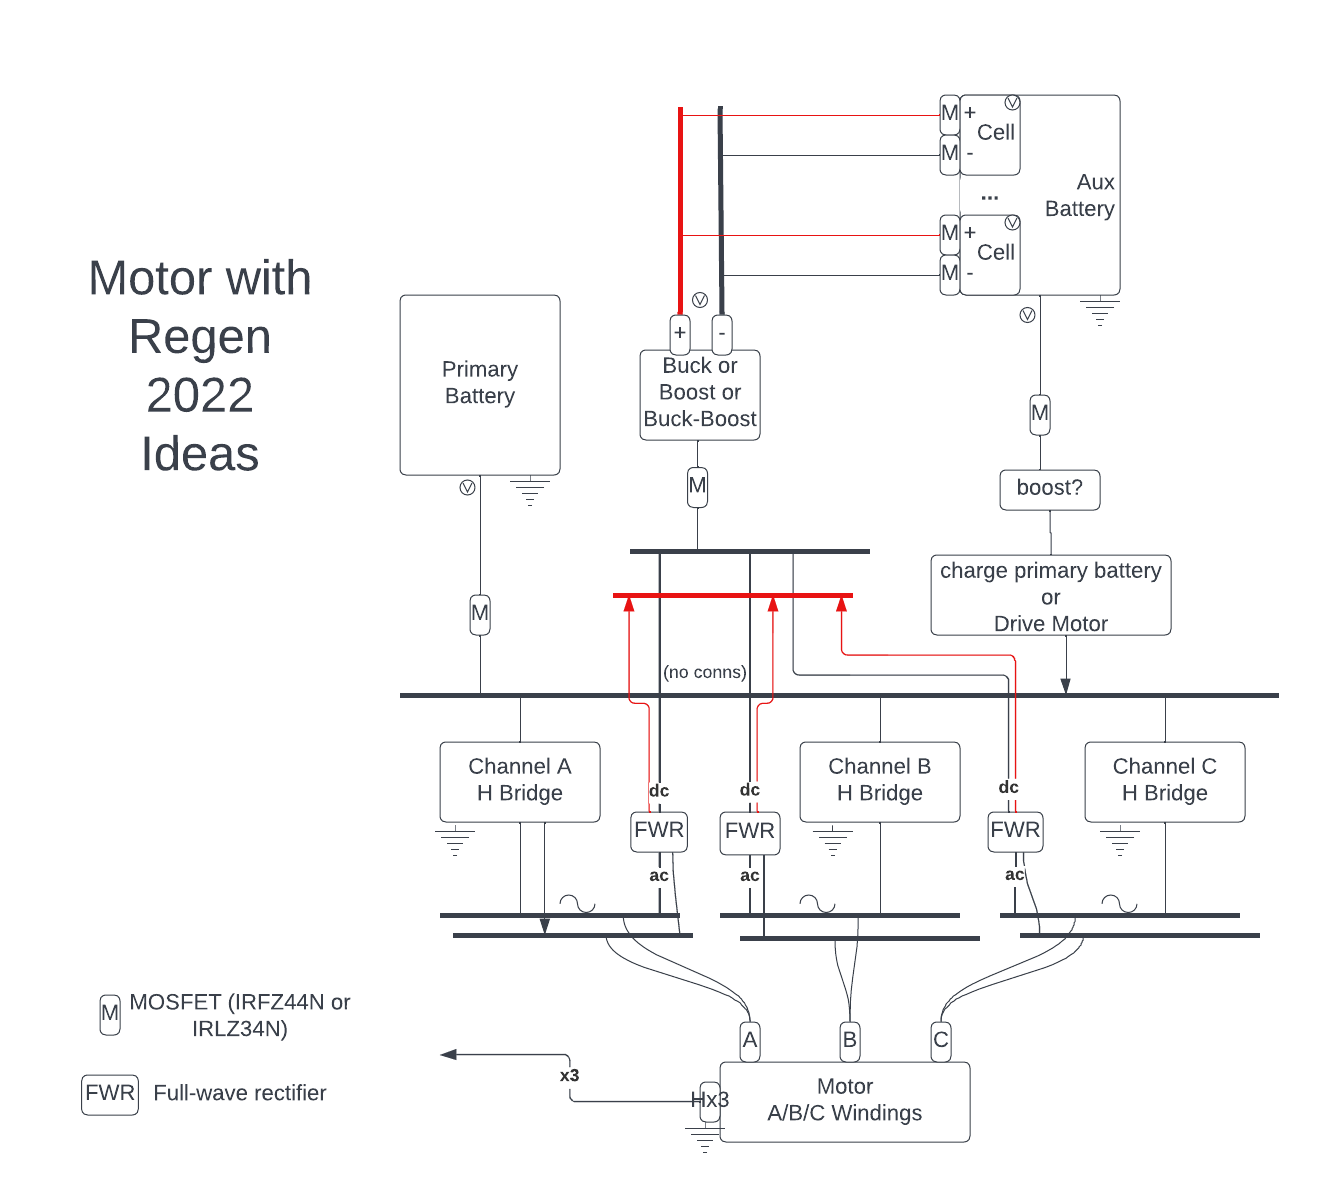 Motor with
Regen
2022
Ideas
M
+
V
Cell
M
-
...
Aux
Battery
M
+
V
Cell
M
-
V
V
+
-
Primary
Battery
Buck or
Boost or
Buck-Boost
V
M
M
boost?
M
charge primary battery
or
Drive Motor
(no conns)
Channel A
H Bridge
dc
FWR
ac
dc
FWR
ac
Channel B
H Bridge
dc
FWR
ac
Channel C
H Bridge
M
MOSFET (IRFZ44N or
IRLZ34N)
FWR
Full-wave rectifier
x3
Hx3
A
B
C
Motor
A/B/C Windings